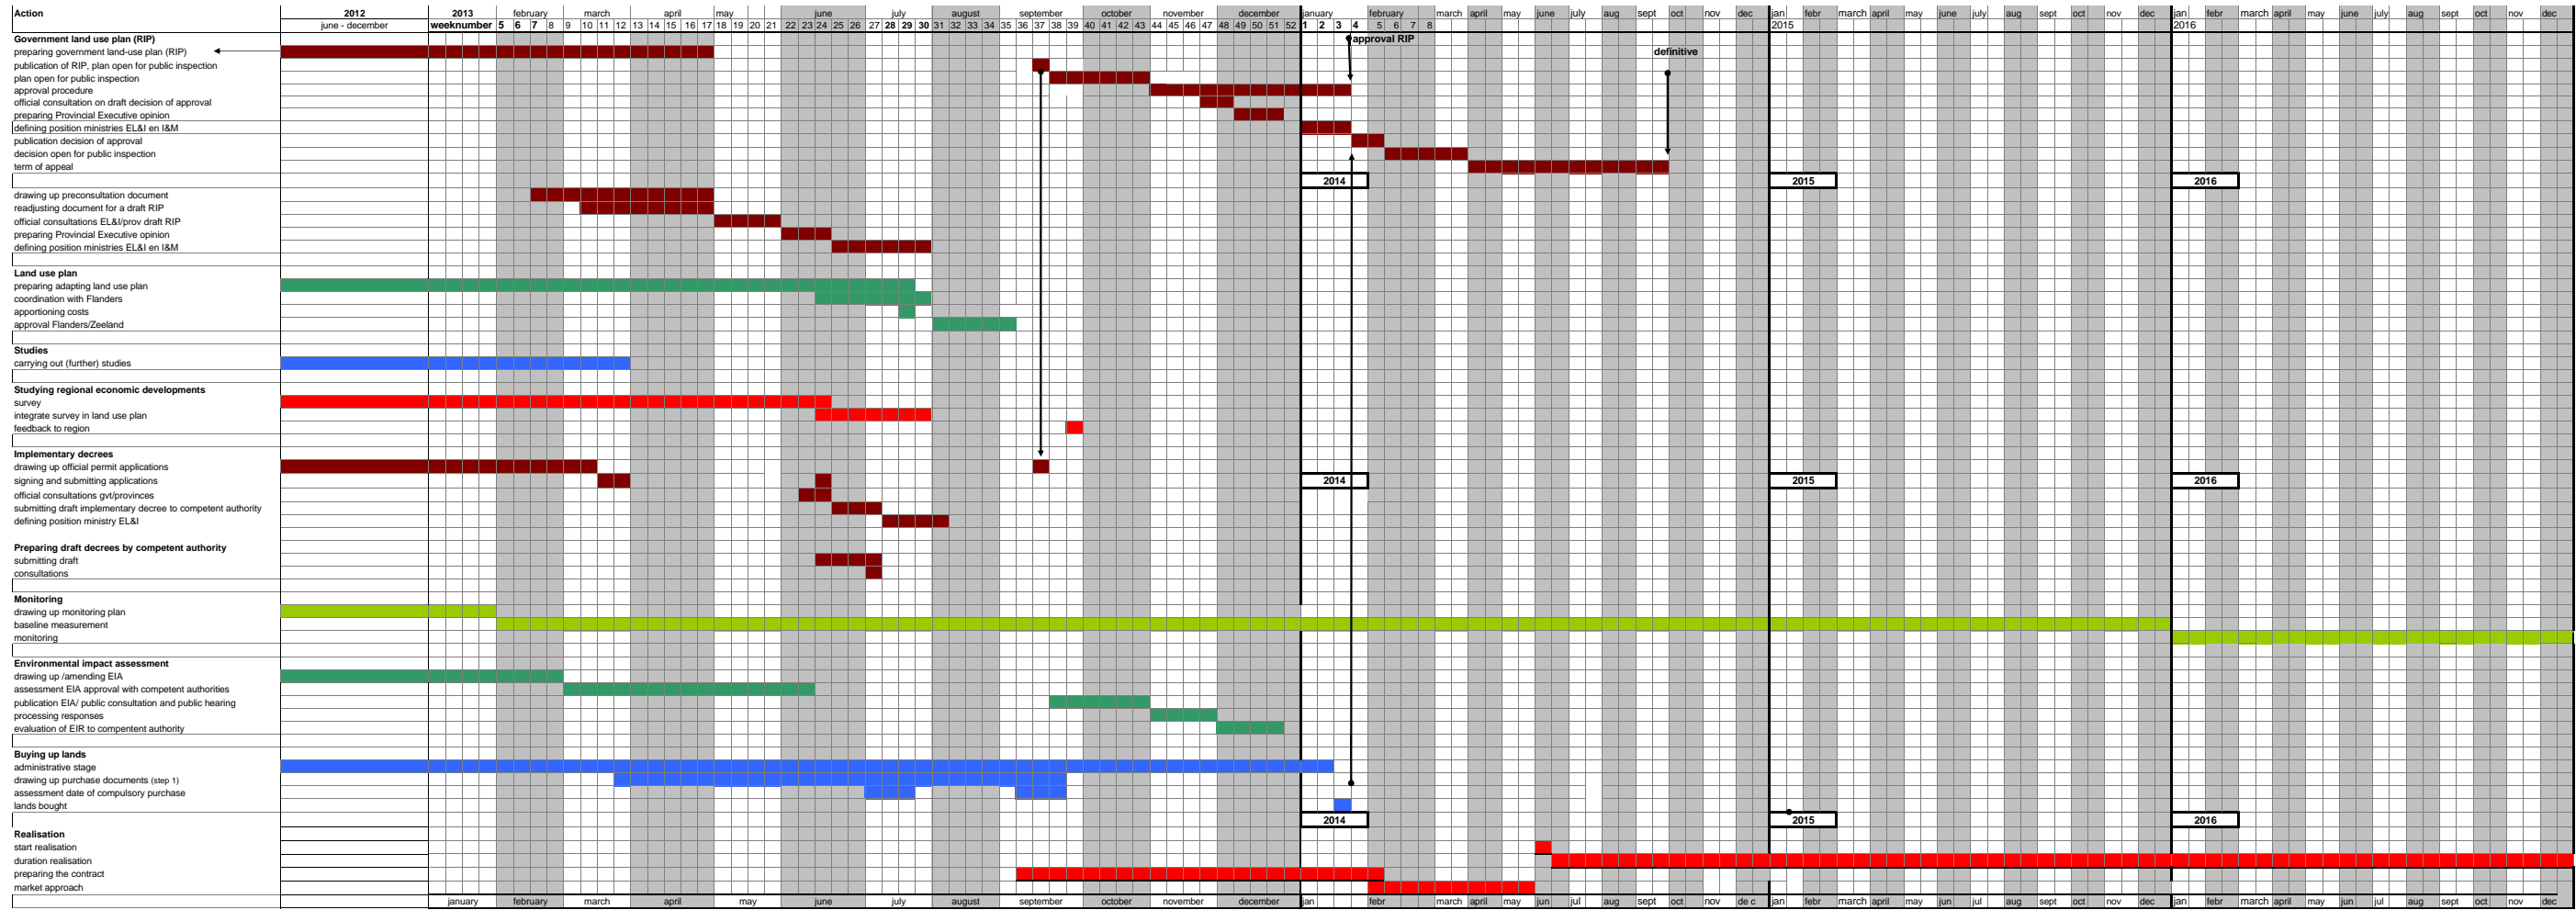 Action 2012 2013 february march april may june july august september october november december january february march april may june july aug sept oct nov dec jan febr march april may june july aug sept oct nov dec jan febr march april may june july aug sept oct nov dec
june - december weeknumber 5 6 7 8 9 10 11 12 13 14 15 16 17 18 19 20 21 22 23 24 25 26 27 28 29 30 31 32 33 34 35 36 37 38 39 40 41 42 43 44 45 46 47 48 49 50 51 52 1 2 3 4 5 6 7 8 2015 2016
Government land use plan (RIP) approval RIP
preparing government land-use plan (RIP) definitive
publication of RIP, plan open for public inspection
plan open for public inspection
approval procedure
official consultation on draft decision of approval
preparing Provincial Executive opinion
defining position ministries EL&I en I&M
publication decision of approval
decision open for public inspection
term of appeal
2014 2015 2016
drawing up preconsultation document
readjusting document for a draft RIP
official consultations EL&I/prov draft RIP
preparing Provincial Executive opinion
defining position ministries EL&I en I&M
Land use plan
preparing adapting land use plan
coordination with Flanders
apportioning costs
approval Flanders/Zeeland
Studies
carrying out (further) studies
Studying regional economic developments
survey
integrate survey in land use plan
feedback to region
Implementary decrees
drawing up official permit applications
signing and submitting applications 2014 2015 2016
official consultations gvt/provinces
submitting draft implementary decree to competent authority
defining position ministry EL&I
Preparing draft decrees by competent authority
submitting draft
consultations
Monitoring
drawing up monitoring plan
baseline measurement
monitoring
Environmental impact assessment
drawing up /amending EIA
assessment EIA approval with competent authorities
publication EIA/ public consultation and public hearing
processing responses
evaluation of EIR to compentent authority
Buying up lands
administrative stage
drawing up purchase documents (step 1)
assessment date of compulsory purchase
lands bought
2014 2015 2016
Realisation
start realisation
duration realisation
preparing the contract
market approach
january february march april may june july august september october november december jan febr march april may jun jul aug sept oct nov de c jan febr march april may jun jul aug sept oct nov dec jan febr march april may jun jul aug sept oct nov dec